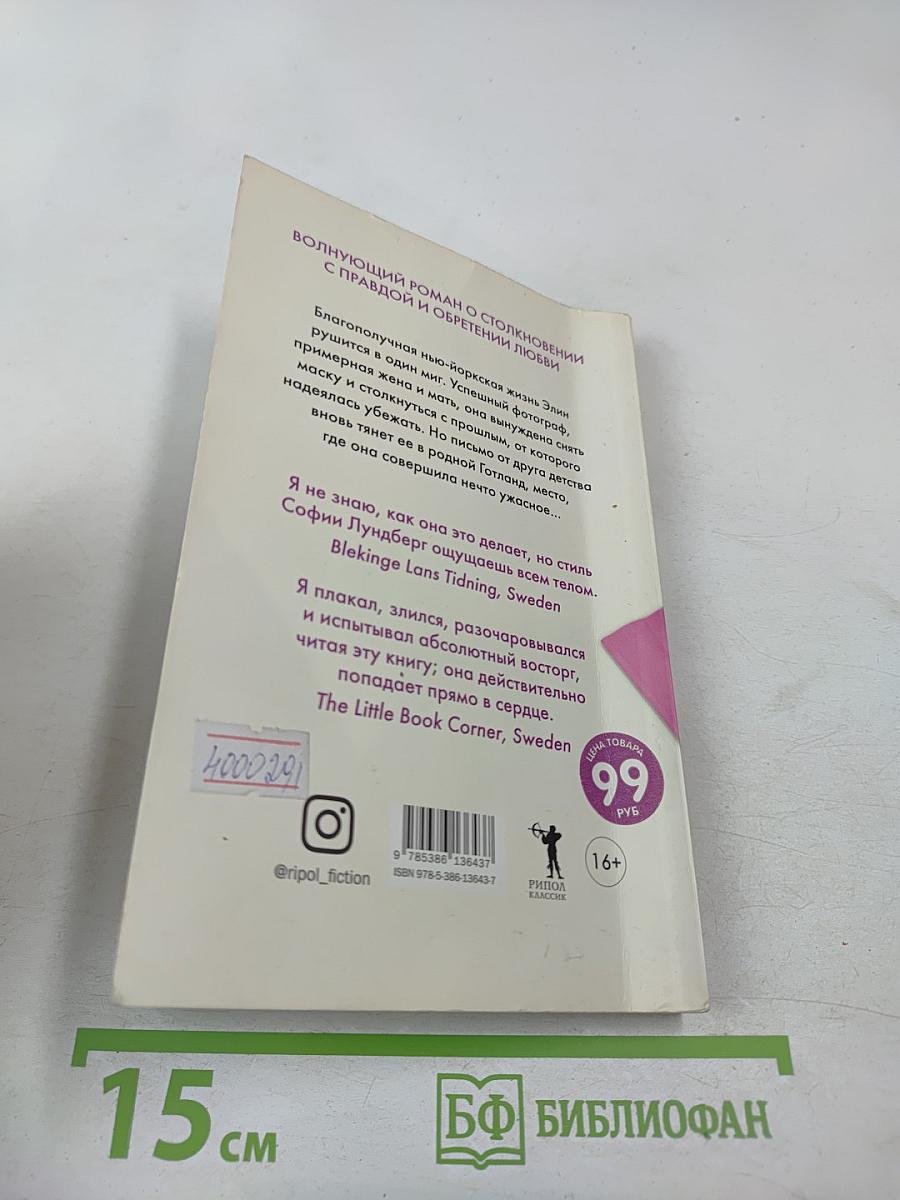 ВОЛНУЮЩИЙ РОМАН О СТОЛКНОВЕНИИ
С ПРАВДОЙ И ОБРЕТЕНИИ ЛЮБВИ
Благополучная нью-йоркская жизнь Элин
рушится в один миг. Успешный фотограф,
примерная жена и мать, она вынуждена снять
маску и столкнуться с прошлым, от которого
надеялась убежать. Но письмо от друга детства
вновь тянет ее в родной Готланд, место,
где она совершила нечто ужасное...
Я не знаю, как она это делает, но стиль
Софии Лундберг ощущаешь всем телом.
Blekinge Lans Tidning, Sweden
Я плакал, злился, разочаровывался
и испытывал абсолютный восторг,
читая эту книгу; она действительно
попадает прямо в сердце.
The Little Book Corner, Sweden
ЦЕНА ТОВАРА
99
РУБ
4000291
@ripol_fiction
9 785386 136437
ISBN 978-5-386-13643-7
РИПОЛ
КЛАССИК
16+
15 см
БФ БИБЛИОФАН